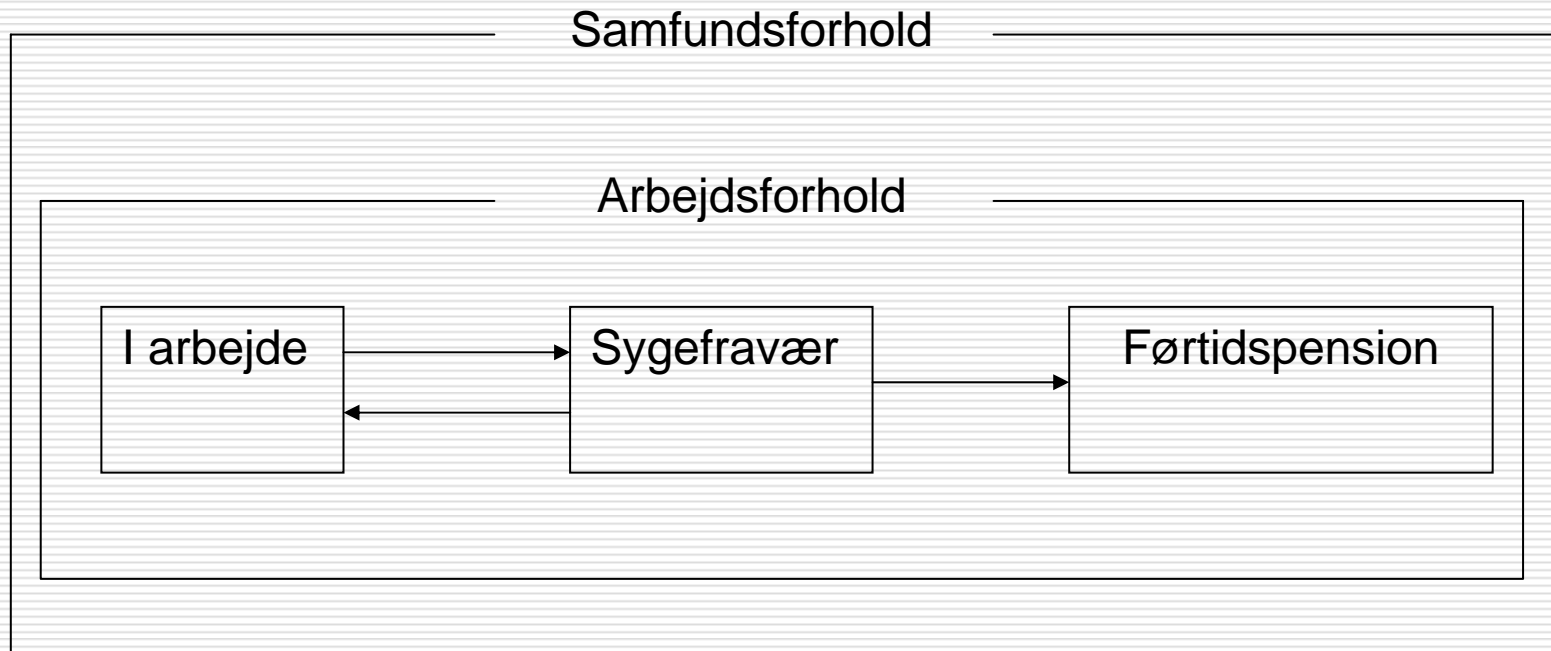 Samfundsforhold
Arbejdsforhold
I arbejde
Sygefravær
Førtidspension